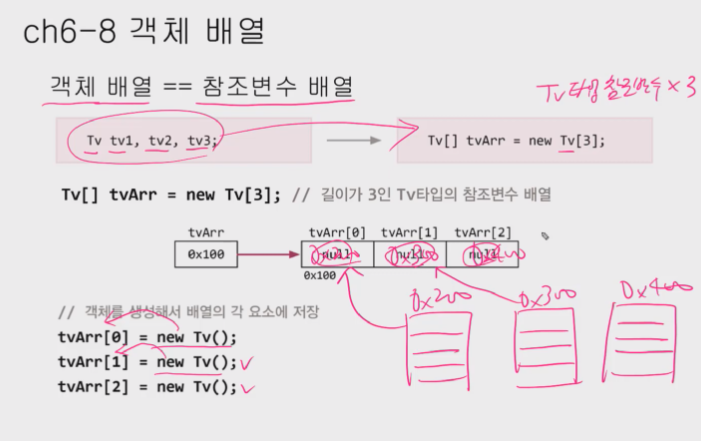 ch6-8 객체 배열
객체 배열 == 참조변수 배열
Tv타입 참조변수 × 3
Tv tv1, tv2, tv3;
Tv[] tvArr = new Tv[3];
Tv[] tvArr = new Tv[3]; // 길이가 3인 Tv타입의 참조변수 배열
tvArr tvArr[0] tvArr[1] tvArr[2]
0x100 null null null
0x100
0x200 0x300 0x400
// 객체를 생성해서 배열의 각 요소에 저장
tvArr[0] = new Tv();
tvArr[1] = new Tv();
tvArr[2] = new Tv();